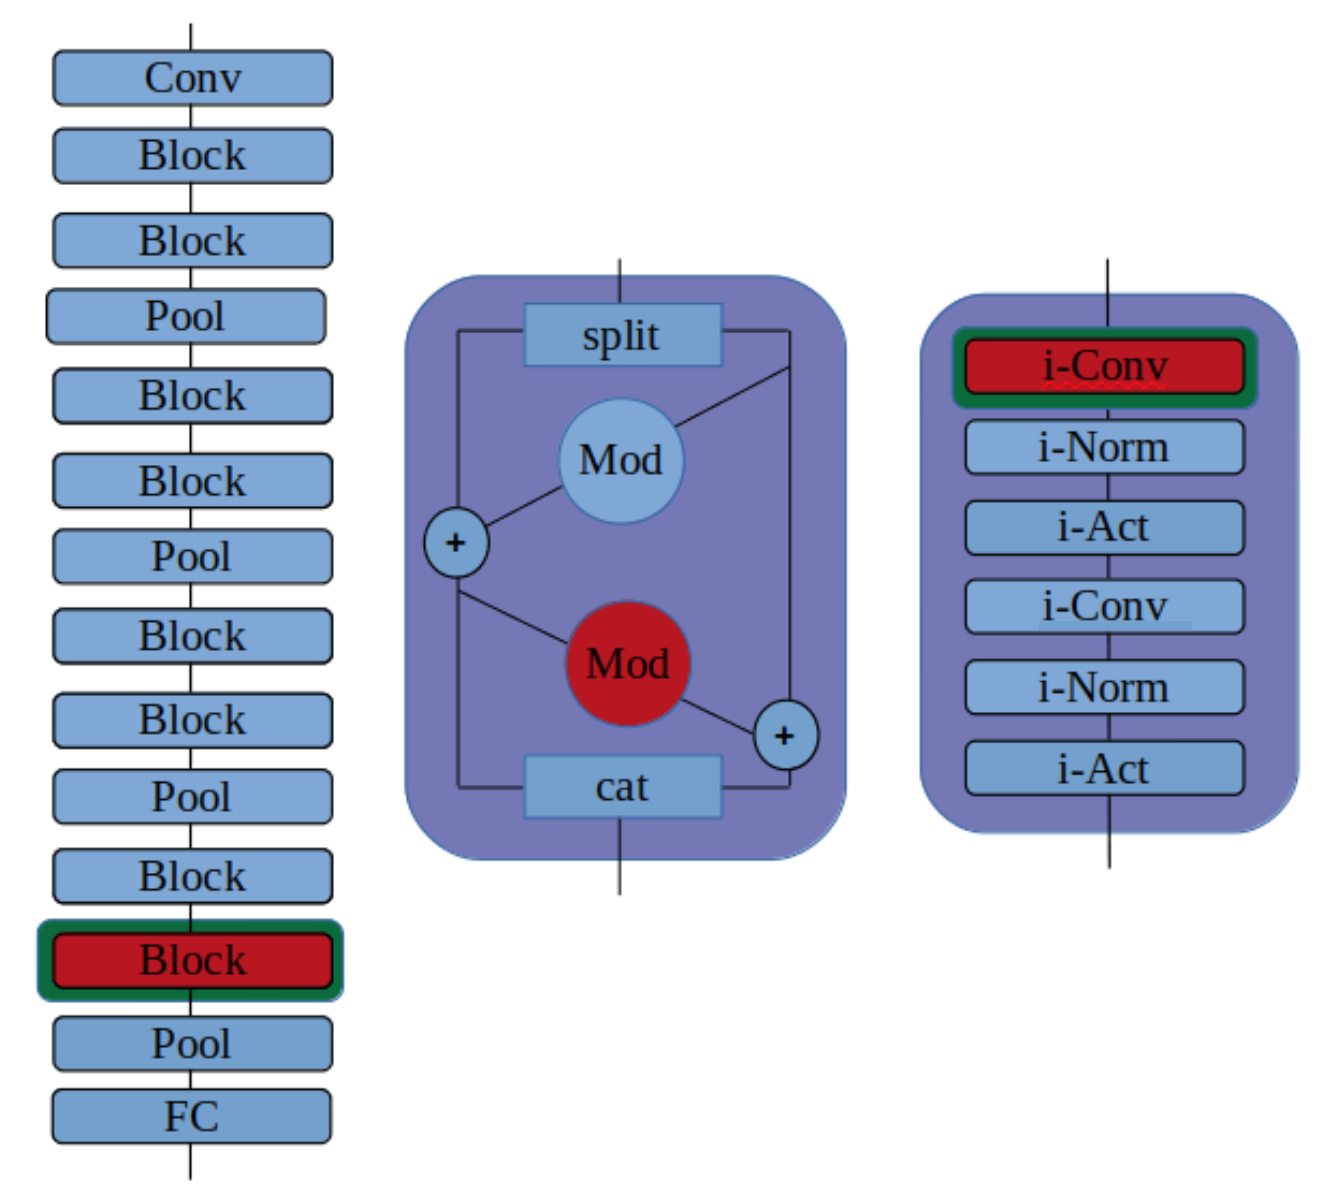 Conv
Block
Block
Pool
Block
Block
Pool
Block
Block
Pool
Block
Block
Pool
FC
split
Mod
+
Mod
+
cat
i-Conv
i-Norm
i-Act
i-Conv
i-Norm
i-Act